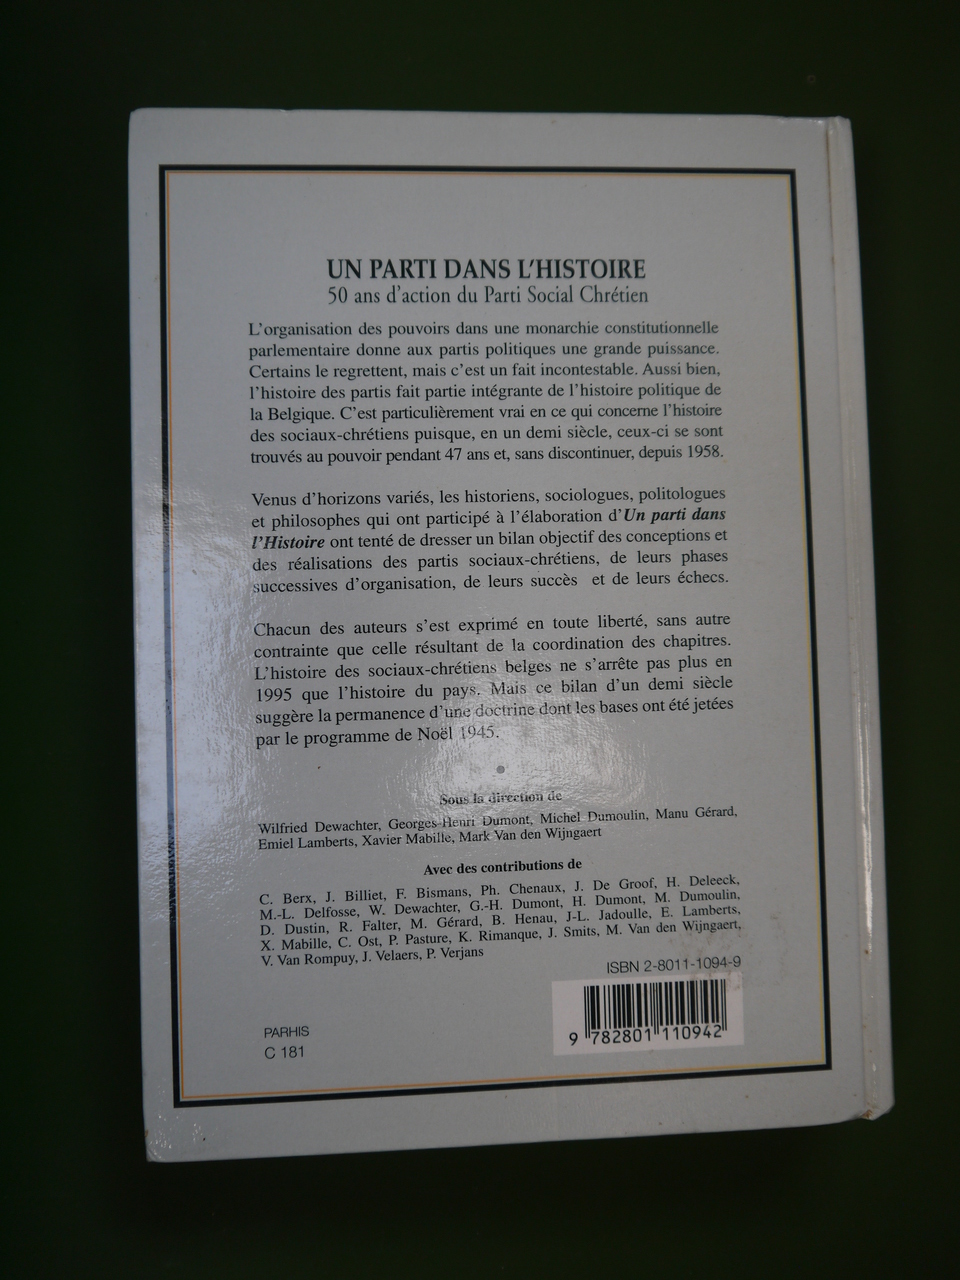 UN PARTI DANS L'HISTOIRE
50 ans d'action du Parti Social Chrétien
L'organisation des pouvoirs dans une monarchie constitutionnelle
parlementaire donne aux partis politiques une grande puissance.
Certains le regrettent, mais c'est un fait incontestable. Aussi bien,
l'histoire des partis fait partie intégrante de l'histoire politique de
la Belgique. C'est particulièrement vrai en ce qui concerne l'histoire
des sociaux-chrétiens puisque, en un demi siècle, ceux-ci se sont
trouvés au pouvoir pendant 47 ans et, sans discontinuer, depuis 1958.
Venus d'horizons variés, les historiens, sociologues, politologues
et philosophes qui ont participé à l'élaboration d'Un parti dans
l'Histoire ont tenté de dresser un bilan objectif des conceptions et
des réalisations des partis sociaux-chrétiens, de leurs phases
successives d'organisation, de leurs succès et de leurs échecs.
Chacun des auteurs s'est exprimé en toute liberté, sans autre
contrainte que celle résultant de la coordination des chapitres.
L'histoire des sociaux-chrétiens belges ne s'arrête pas plus en
1995 que l'histoire du pays. Mais ce bilan d'un demi siècle
suggère la permanence d'une doctrine dont les bases ont été jetées
par le programme de Noël 1945.
Sous la direction de
Wilfried Dewachter, Georges-Henri Dumont, Michel Dumoulin, Manu Gérard,
Emiel Lamberts, Xavier Mabille, Mark Van den Wijngaert
Avec des contributions de
C. Berx, J. Billiet, F. Bismans, Ph. Chenaux, J. De Groof, H. Deleeck,
M.-L. Delfosse, W. Dewachter, G.-H. Dumont, H. Dumont, M. Dumoulin,
D. Dustin, R. Falter, M. Gérard, B. Henau, J-L. Jadoulle, E. Lamberts,
X. Mabille, C. Ost, P. Pasture, K. Rimanque, J. Smits, M. Van den Wijngaert,
V. Van Rompuy, J. Velaers, P. Verjans
ISBN 2-8011-1094-9
9 782801 110942
PARHIS
C 181